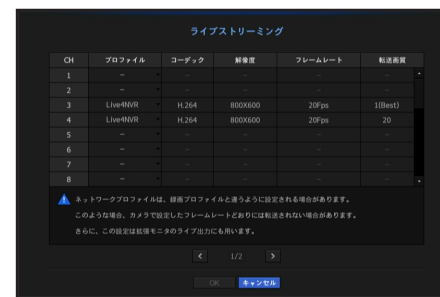 ライブストリーミング
CH プロファイル コーデック 解像度 フレームレート 転送画質
1 – – – – –
2 – – – – –
3 Live4NVR H.264 800X600 20Fps 1(Best)
4 Live4NVR H.264 800X600 20Fps 20
5 – – – – –
6 – – – – –
7 – – – – –
8 – – – – –
ネットワークプロファイルは、録画プロファイルと違うように設定される場合があります。
このような場合、カメラで設定したフレームレートどおりには転送されない場合があります。
さらに、この設定は拡張モニタのライブ出力にも用います。
< 1/2 >
OK キャンセル